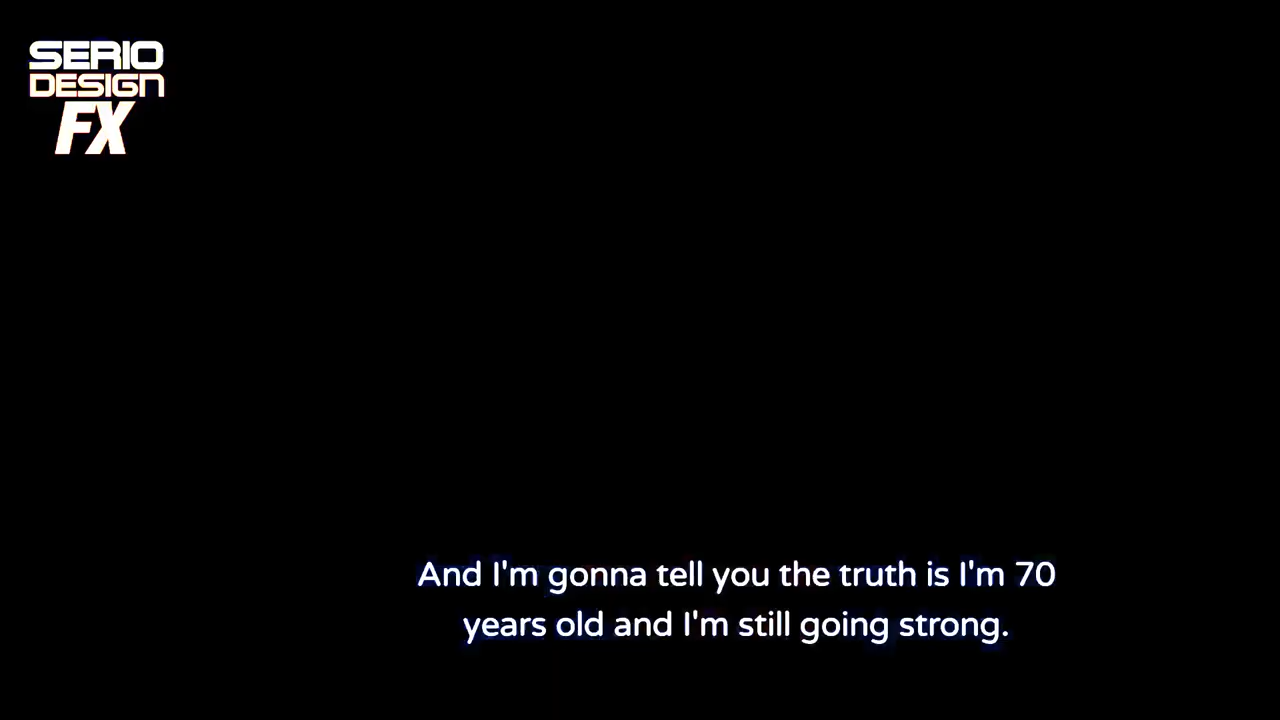 SERIO
DESIGN
FX
And I'm gonna tell you the truth is I'm 70
years old and I'm still going strong.